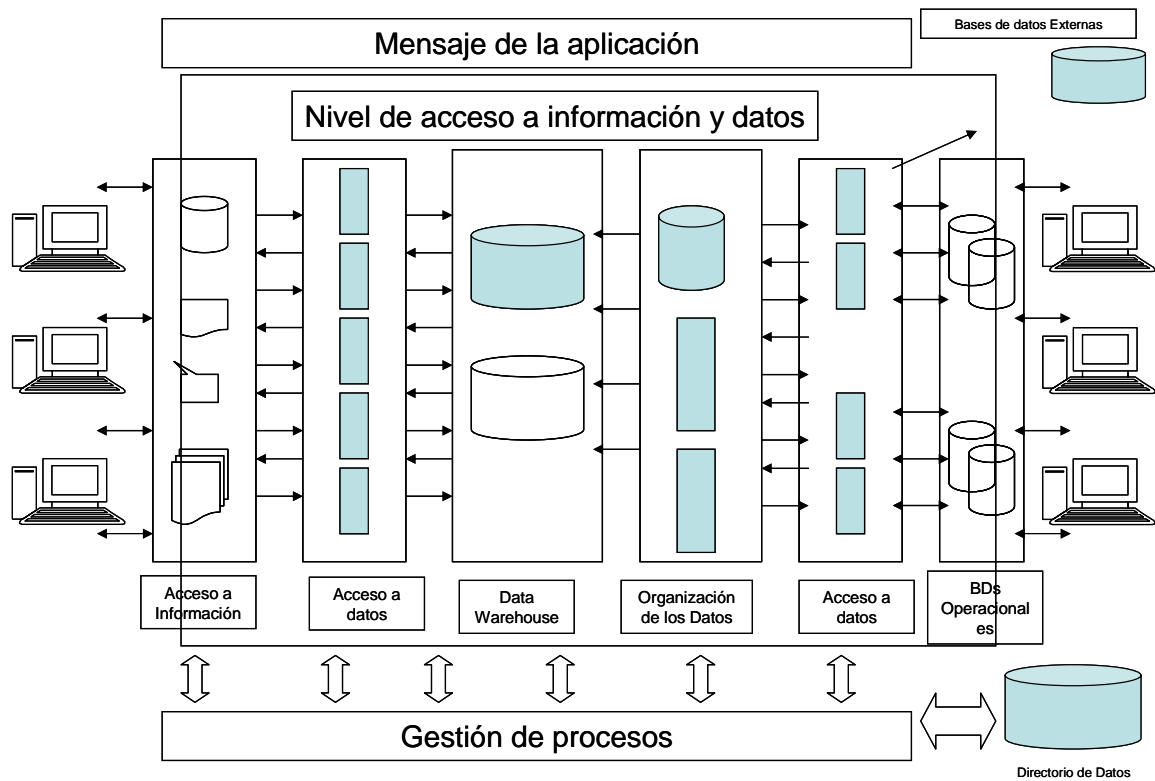 Mensaje de la aplicación
Bases de datos Externas
Nivel de acceso a información y datos
Acceso a
Información
Acceso a
datos
Data
Warehouse
Organización
de los Datos
Acceso a
datos
BDs
Operacional
es
Gestión de procesos
Directorio de Datos